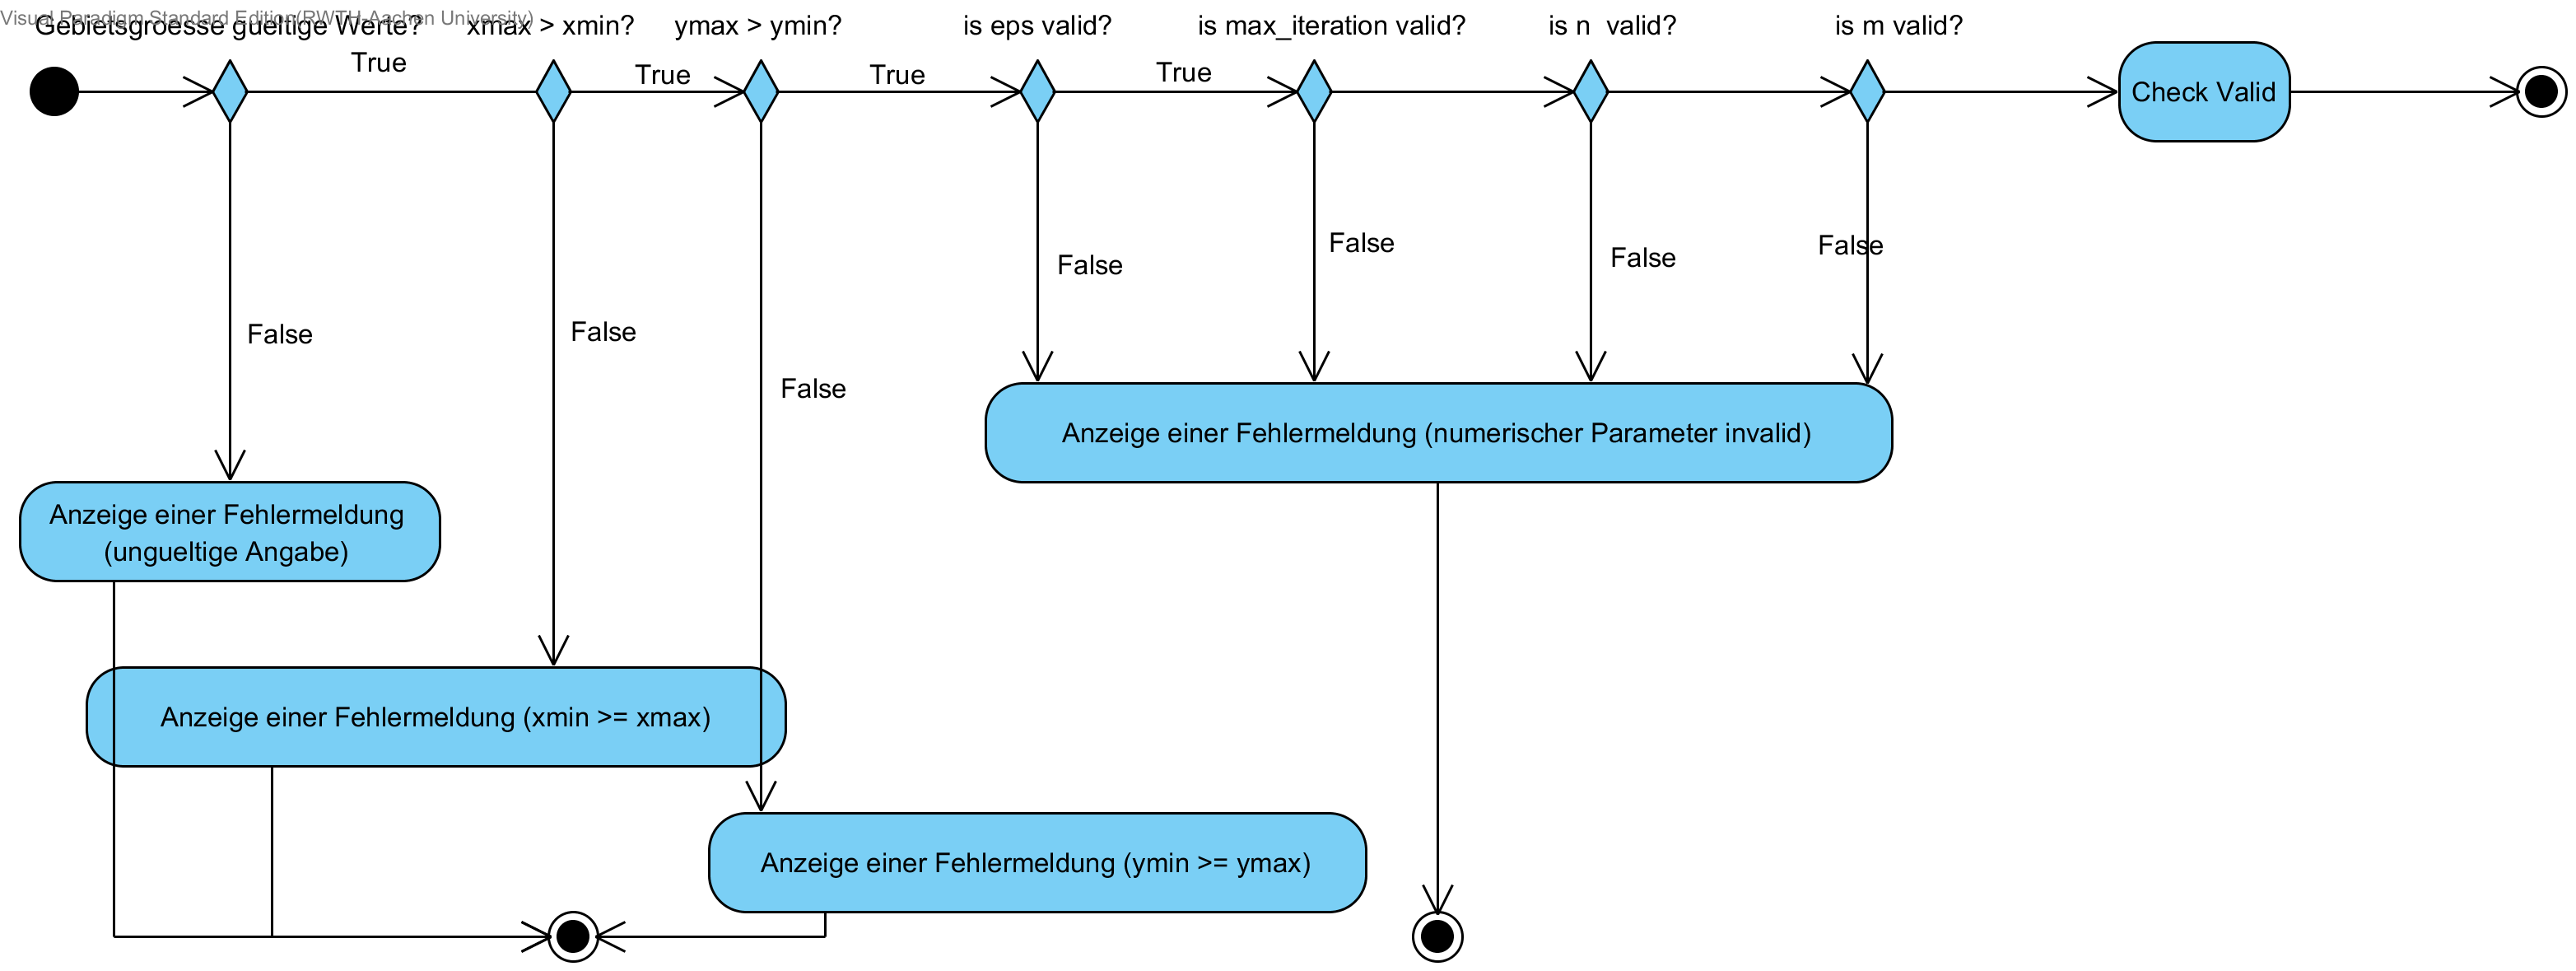 Visual Paradigm Standard Edition(RWTH-Aachen University)
Gebietsgroesse gueltige Werte?
xmax > xmin?
ymax > ymin?
is eps valid?
is max_iteration valid?
is n  valid?
is m valid?
True
True
True
True
Check Valid
False
False
False
False
False
False
False
Anzeige einer Fehlermeldung (numerischer Parameter invalid)
Anzeige einer Fehlermeldung
(ungueltige Angabe)
Anzeige einer Fehlermeldung (xmin >= xmax)
Anzeige einer Fehlermeldung (ymin >= ymax)